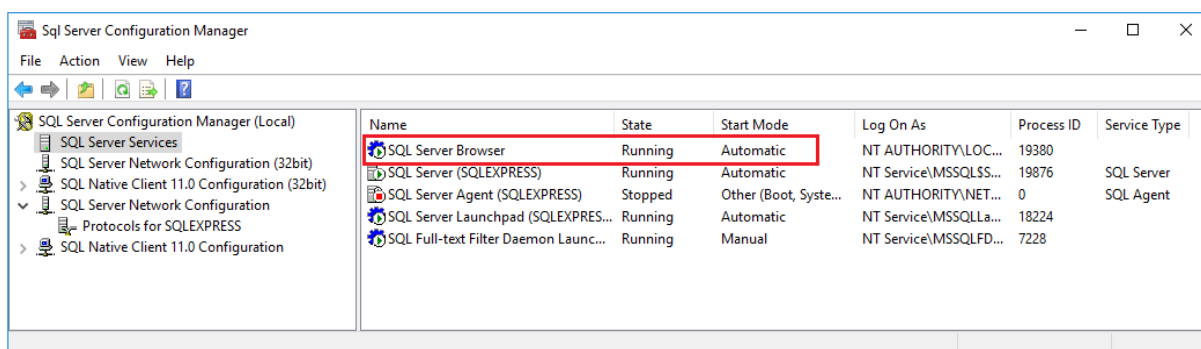 Sql Server Configuration Manager
File Action View Help
SQL Server Configuration Manager (Local)
SQL Server Services
SQL Server Network Configuration (32bit)
SQL Native Client 11.0 Configuration (32bit)
SQL Server Network Configuration
Protocols for SQLEXPRESS
SQL Native Client 11.0 Configuration
Name State Start Mode Log On As Process ID Service Type
SQL Server Browser Running Automatic NT AUTHORITY\LOC... 19380
SQL Server (SQLEXPRESS) Running Automatic NT Service\MSSQL$S... 19876 SQL Server
SQL Server Agent (SQLEXPRESS) Stopped Other (Boot, Syste... NT AUTHORITY\NET... 0 SQL Agent
SQL Server Launchpad (SQLEXPRES... Running Automatic NT Service\MSSQLLa... 18224
SQL Full-text Filter Daemon Launc... Running Manual NT Service\MSSQLFD... 7228